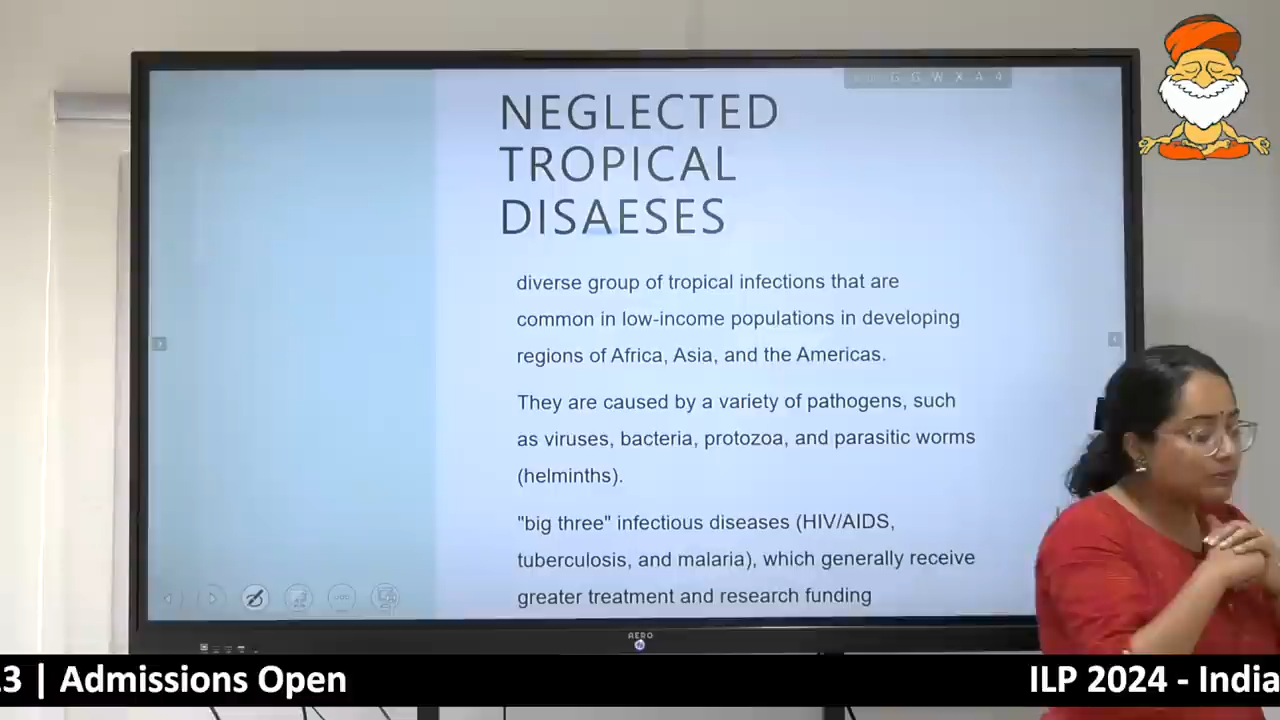 G G W X A 4
NEGLECTED
TROPICAL
DISAESES
diverse group of tropical infections that are
common in low-income populations in developing
regions of Africa, Asia, and the Americas.
They are caused by a variety of pathogens, such
as viruses, bacteria, protozoa, and parasitic worms
(helminths).
"big three" infectious diseases (HIV/AIDS,
tuberculosis, and malaria), which generally receive
greater treatment and research funding
AERO
3 | Admissions Open
ILP 2024 - India